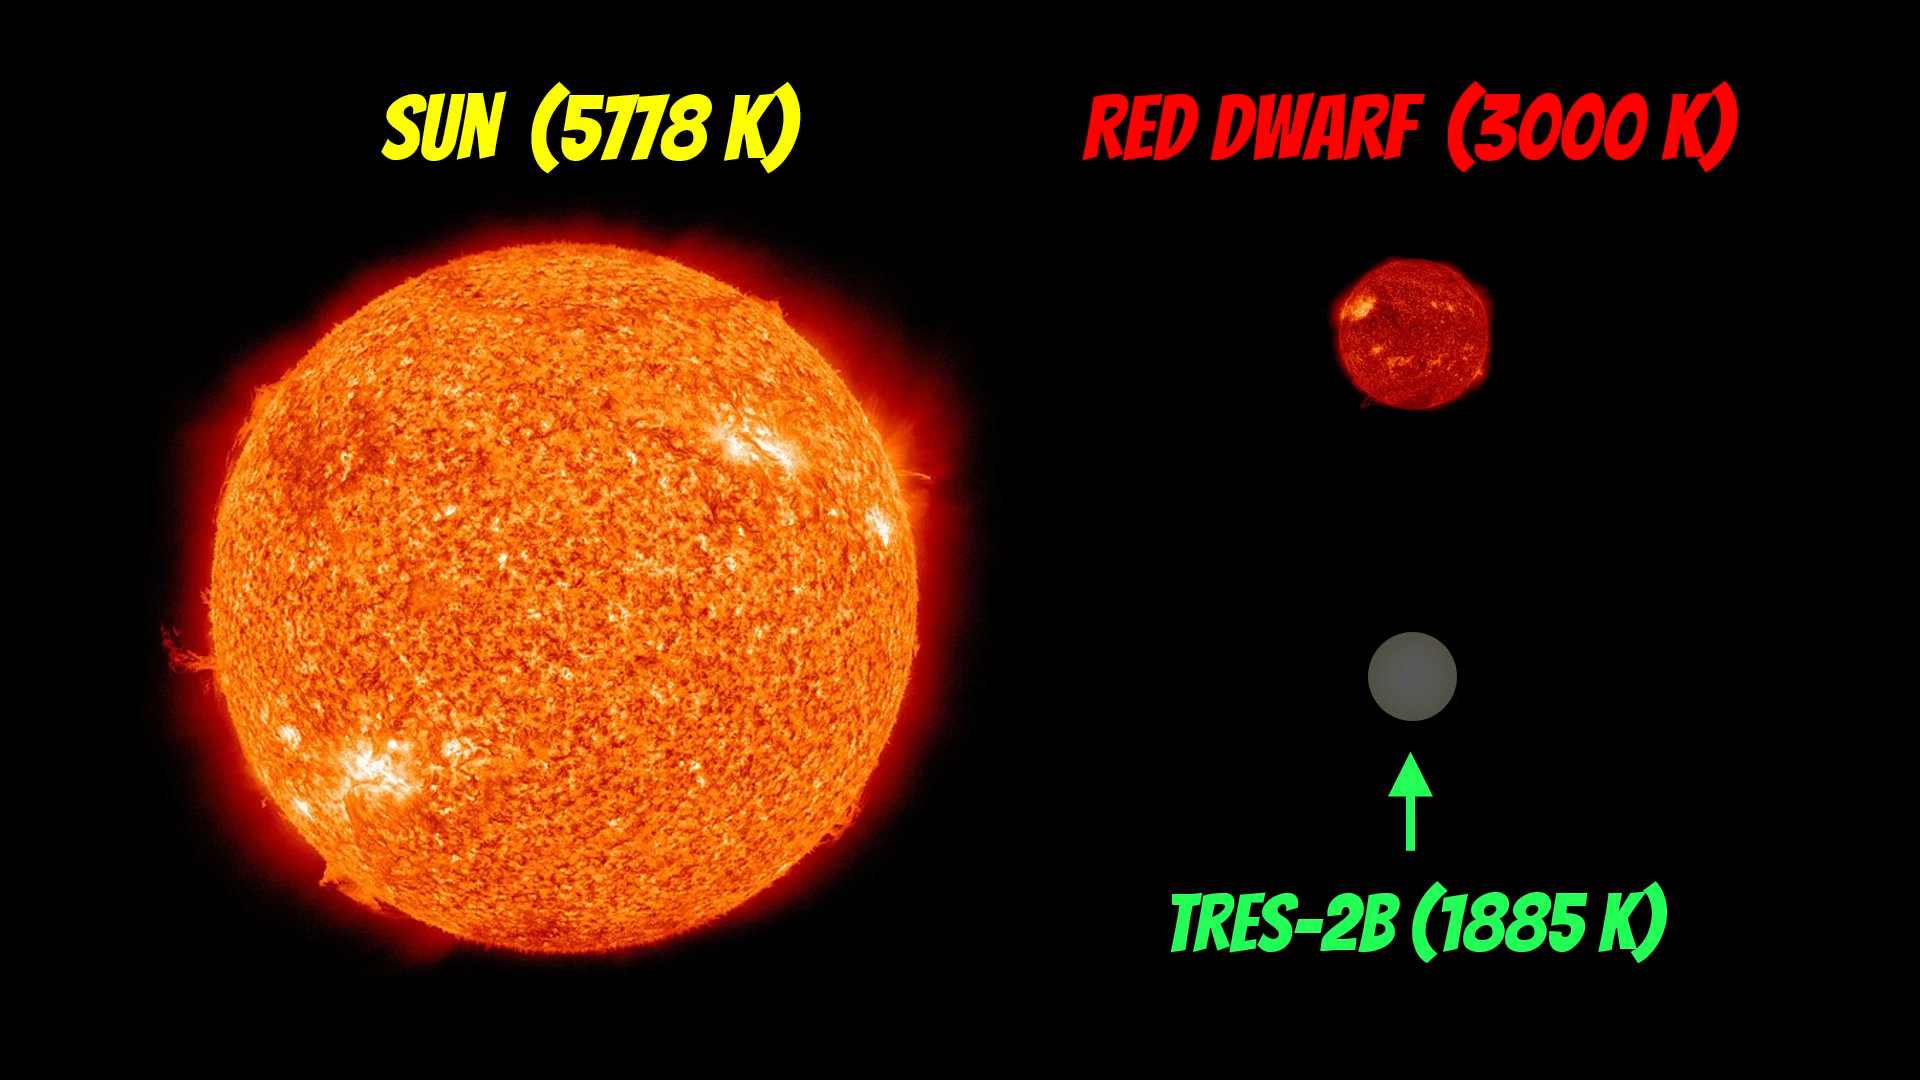 SUN (5778 K)
RED DWARF (3000 K)
TRES-2B (1885 K)